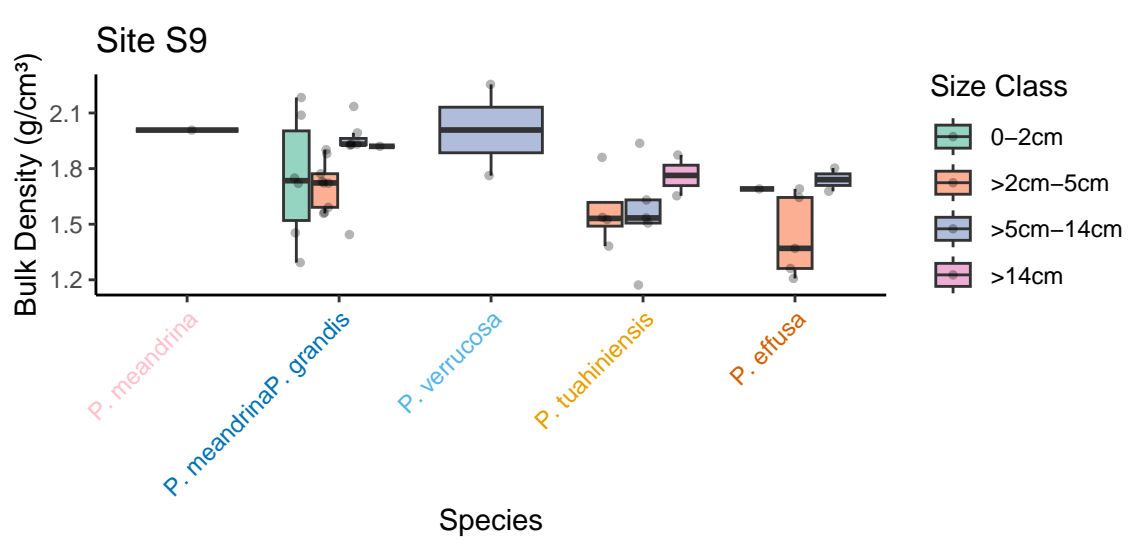 Site S9
Bulk Density (g/cm³)
2.1
1.8
1.5
1.2
P. meandrina
P. meandrinaP. grandis
P. verrucosa
P. tuahiniensis
P. effusa
Species
Size Class
0–2cm
>2cm–5cm
>5cm–14cm
>14cm